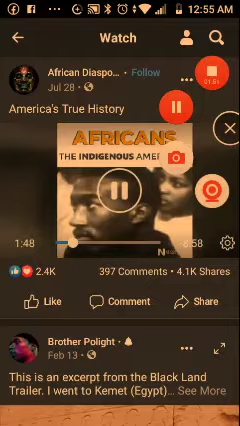 12:55 AM
Watch
African Diaspo... · Follow
Jul 28 ·
01:51
America's True History
AFRICANS
THE INDIGENOUS AMER
1:48
8:58
2.4K
397 Comments • 4.1K Shares
Like
Comment
Share
Brother Polight ·
Feb 13 ·
This is an excerpt from the Black Land
Trailer. I went to Kemet (Egypt)... See More